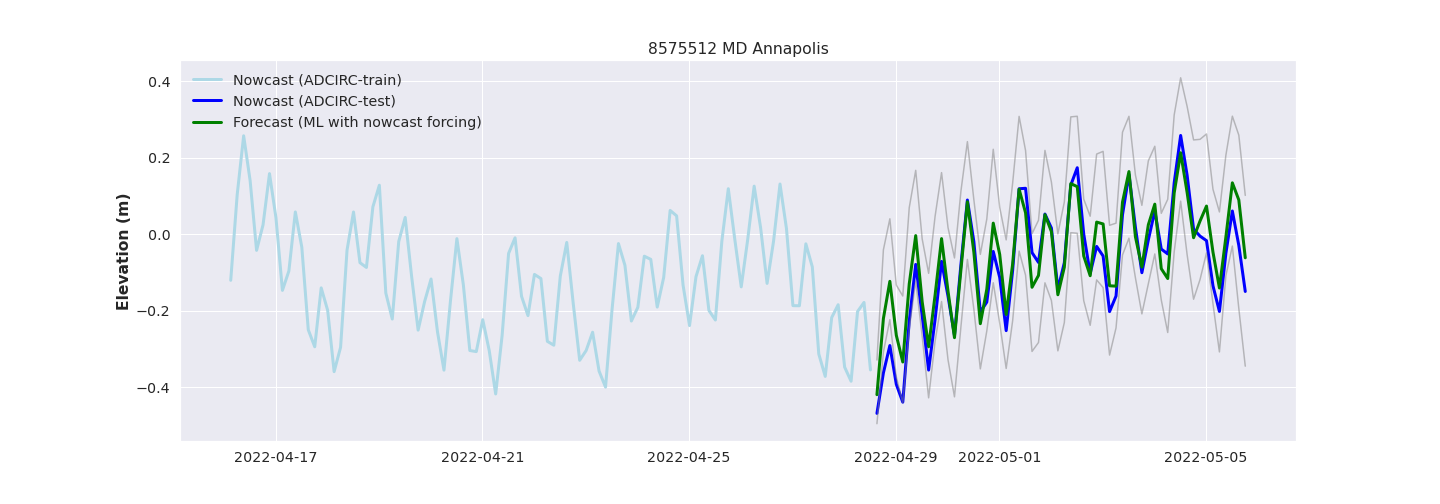 8575512 MD Annapolis
Nowcast (ADCIRC-train)
Nowcast (ADCIRC-test)
Forecast (ML with nowcast forcing)
Elevation (m)
0.4
0.2
0.0
−0.2
−0.4
2022-04-17 2022-04-21 2022-04-25 2022-04-29 2022-05-01 2022-05-05